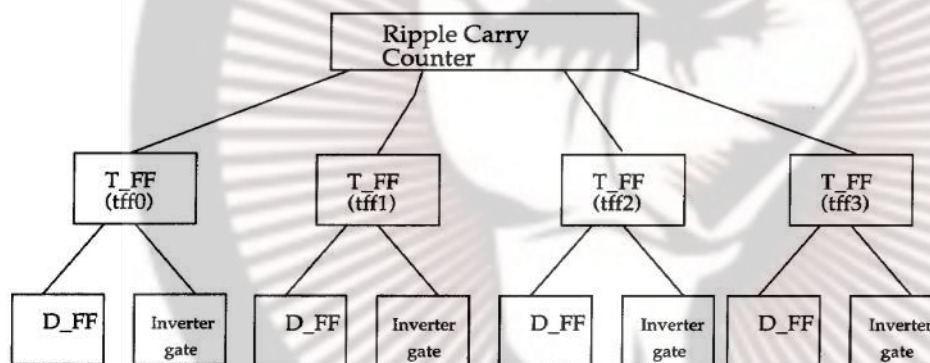 Ripple Carry
Counter
T_FF
(tff0)
T_FF
(tff1)
T_FF
(tff2)
T_FF
(tff3)
D_FF
Inverter
gate
D_FF
Inverter
gate
D_FF
Inverter
gate
D_FF
Inverter
gate